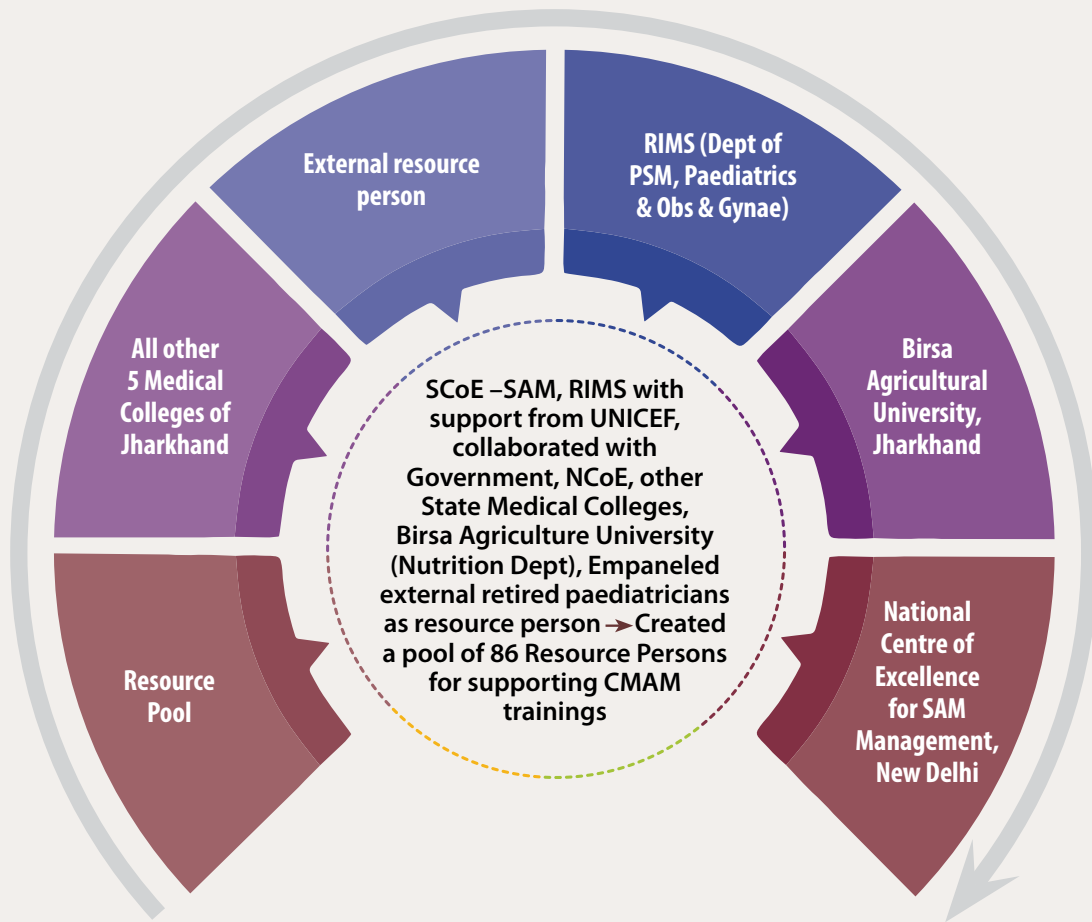 Resource
Pool
All other
5 Medical
Colleges of
Jharkhand
External resource
person
RIMS (Dept of
PSM, Paediatrics
& Obs & Gynae)
Birsa
Agricultural
University,
Jharkhand
National
Centre of
Excellence
for SAM
Management,
New Delhi
SCoE –SAM, RIMS with
support from UNICEF,
collaborated with
Government, NCoE, other
State Medical Colleges,
Birsa Agriculture University
(Nutrition Dept), Empaneled
external retired paediatricians
as resource person → Created
a pool of 86 Resource Persons
for supporting CMAM
trainings